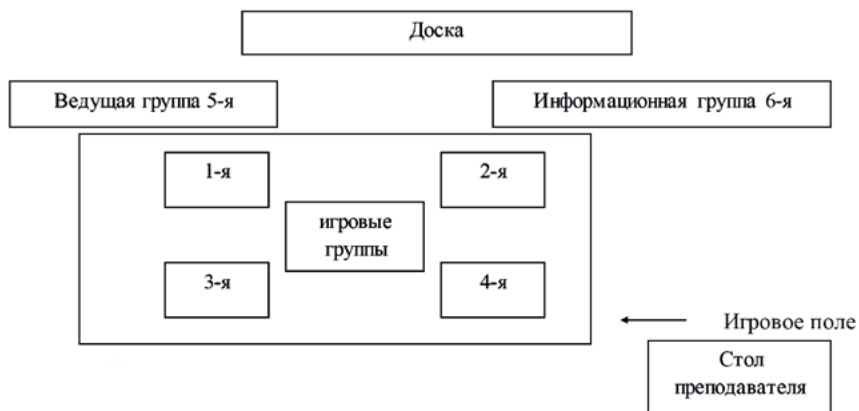 Доска
Ведущая группа 5-я
Информационная группа 6-я
1-я
2-я
игровые
группы
3-я
4-я
Игровое поле
Стол
преподавателя